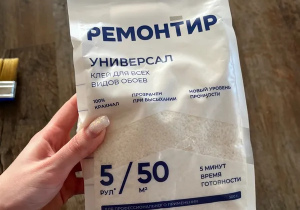 РЕМОНТИР
УНИВЕРСАЛ
КЛЕЙ ДЛЯ ВСЕХ
ВИДОВ ОБОЕВ
100%
КРАХМАЛ
ПРОЗРАЧЕН
ПРИ ВЫСЫХАНИИ
НОВЫЙ УРОВЕНЬ
ПРОЧНОСТИ
5/50
РУЛ* М²
5 МИНУТ
ВРЕМЯ
ГОТОВНОСТИ